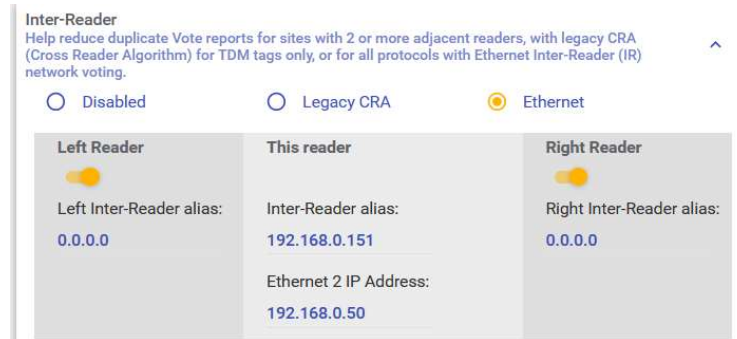 Inter-Reader
Help reduce duplicate Vote reports for sites with 2 or more adjacent readers, with legacy CRA
(Cross Reader Algorithm) for TDM tags only, or for all protocols with Ethernet Inter-Reader (IR)
network voting.
Disabled Legacy CRA Ethernet
Left Reader This reader Right Reader
Left Inter-Reader alias: Inter-Reader alias: Right Inter-Reader alias:
0.0.0.0 192.168.0.151 0.0.0.0
Ethernet 2 IP Address:
192.168.0.50